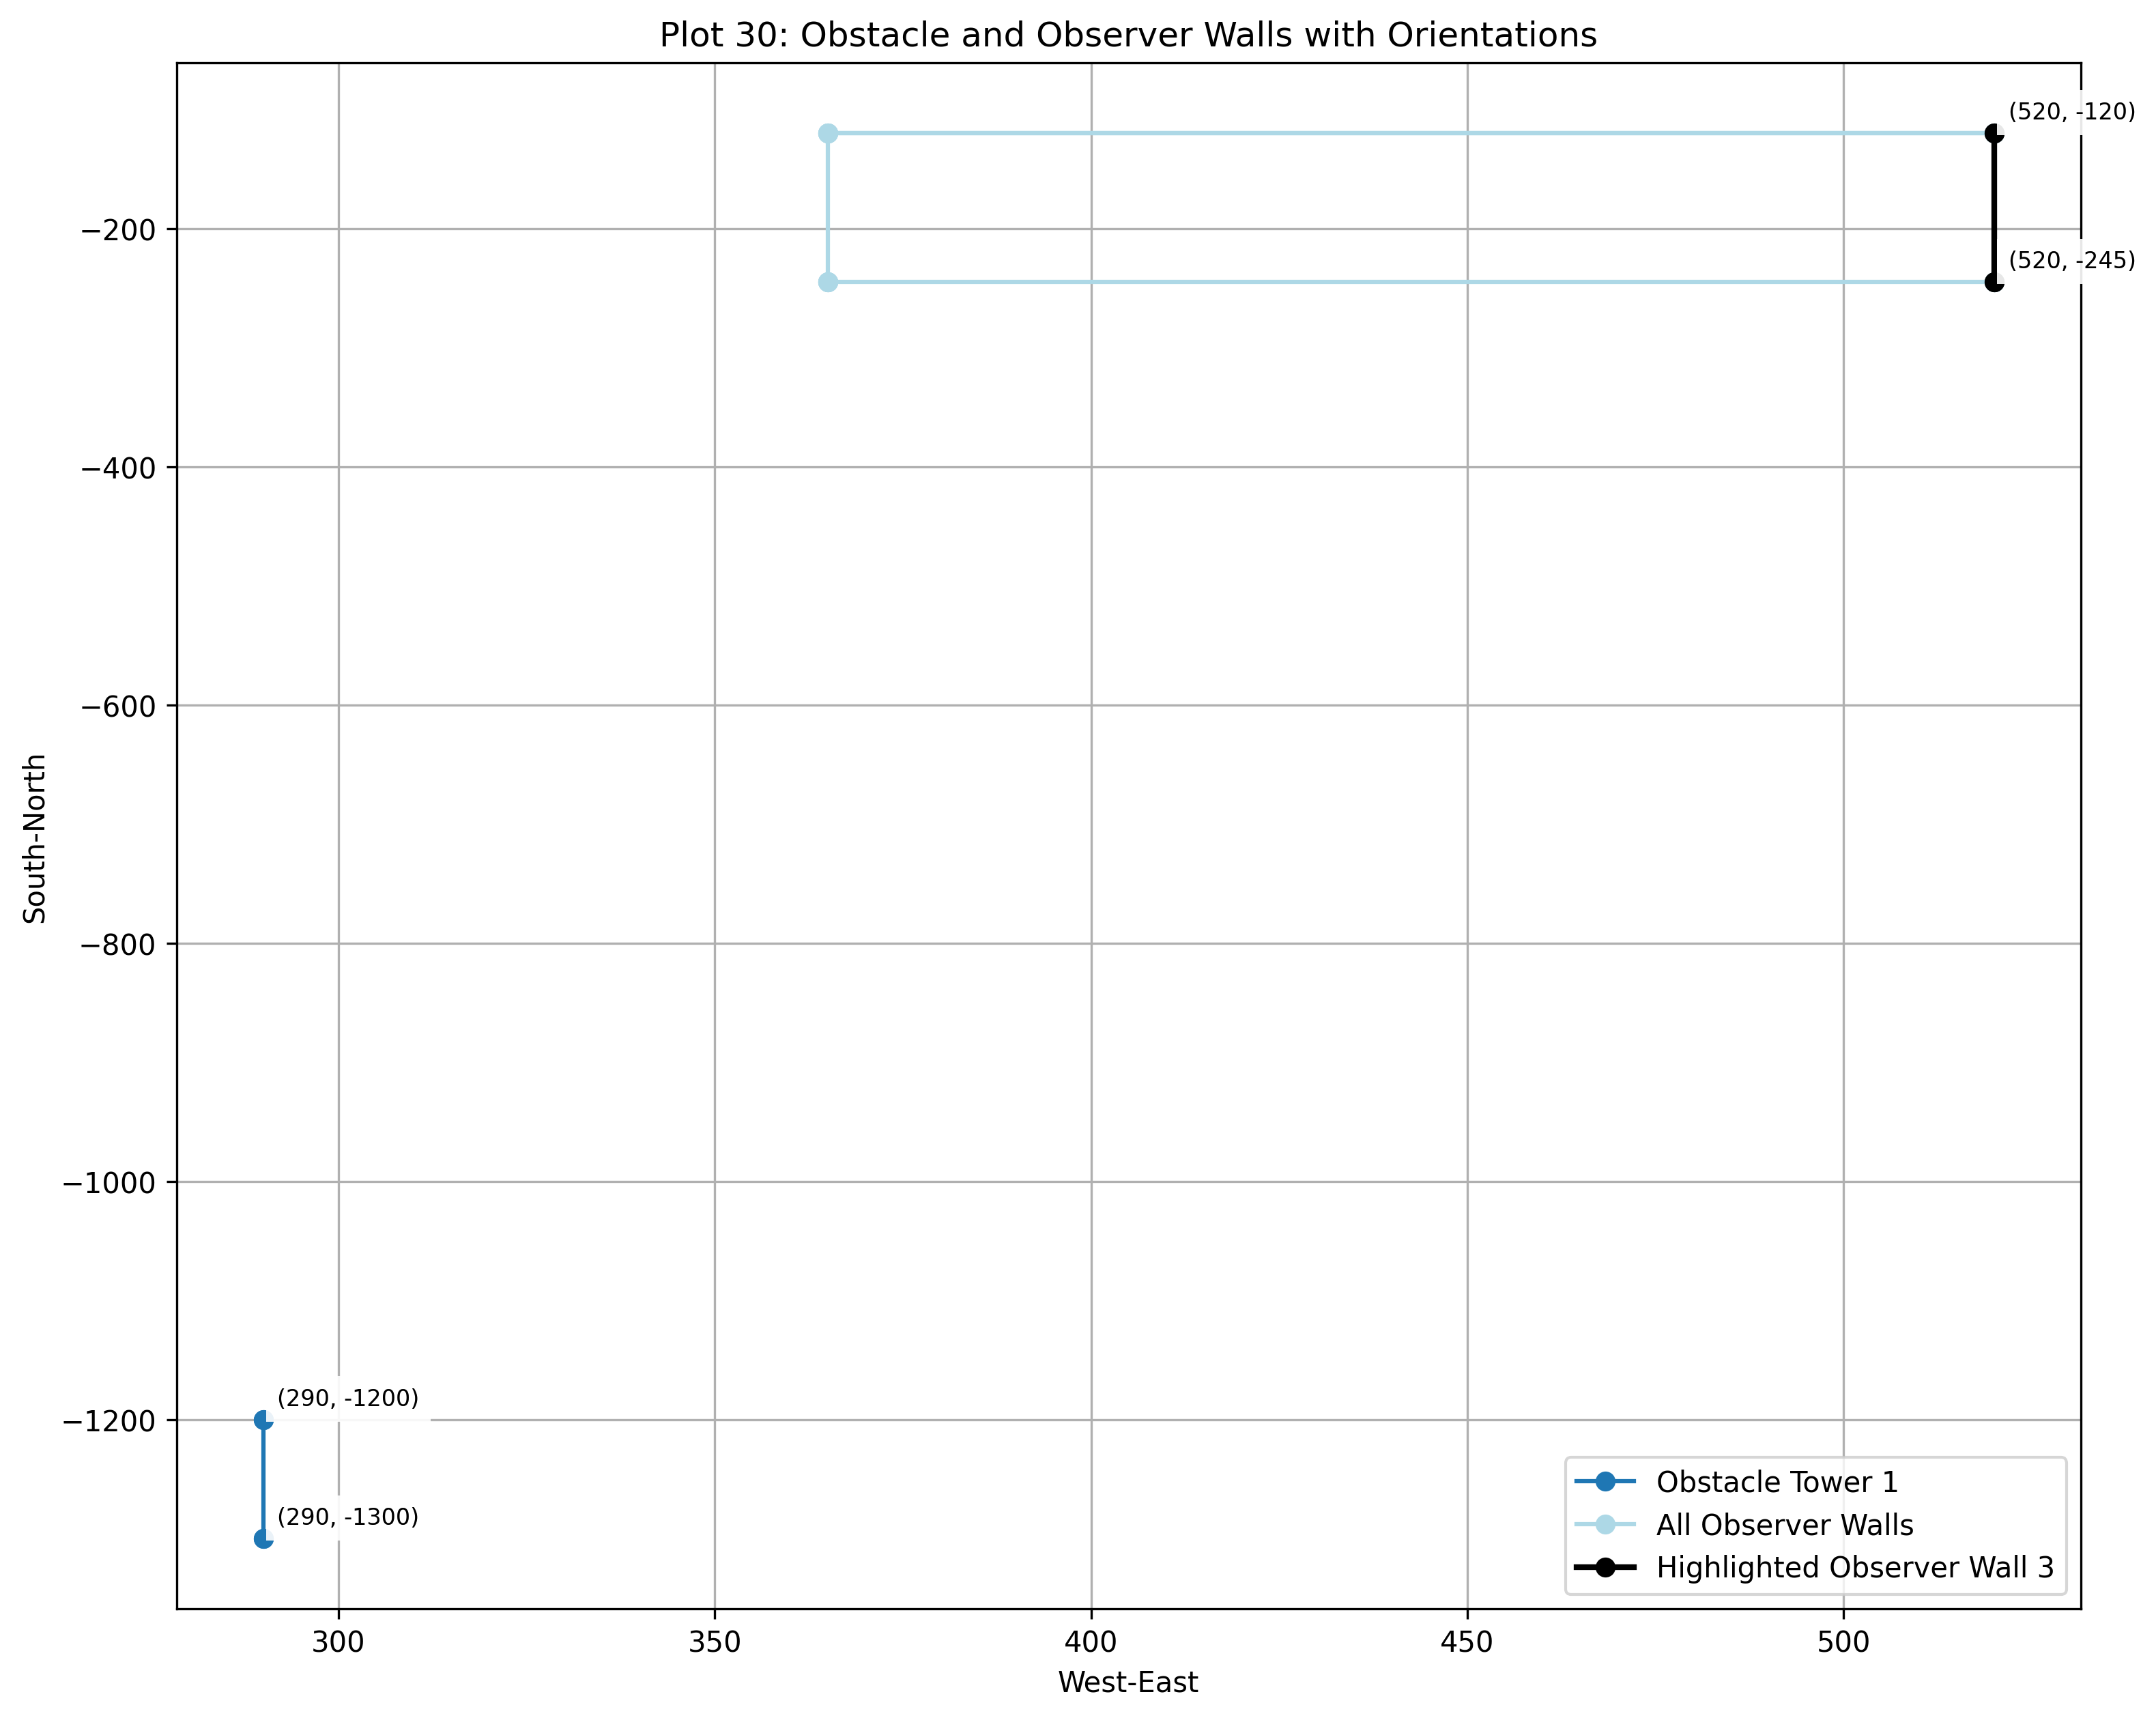 Plot 30: Obstacle and Observer Walls with Orientations
(520, -120)
−200
(520, -245)
−400
−600
South-North
−800
−1000
(290, -1200)
−1200
Obstacle Tower 1
(290, -1300)
All Observer Walls
Highlighted Observer Wall 3
300
350
400
450
500
West-East